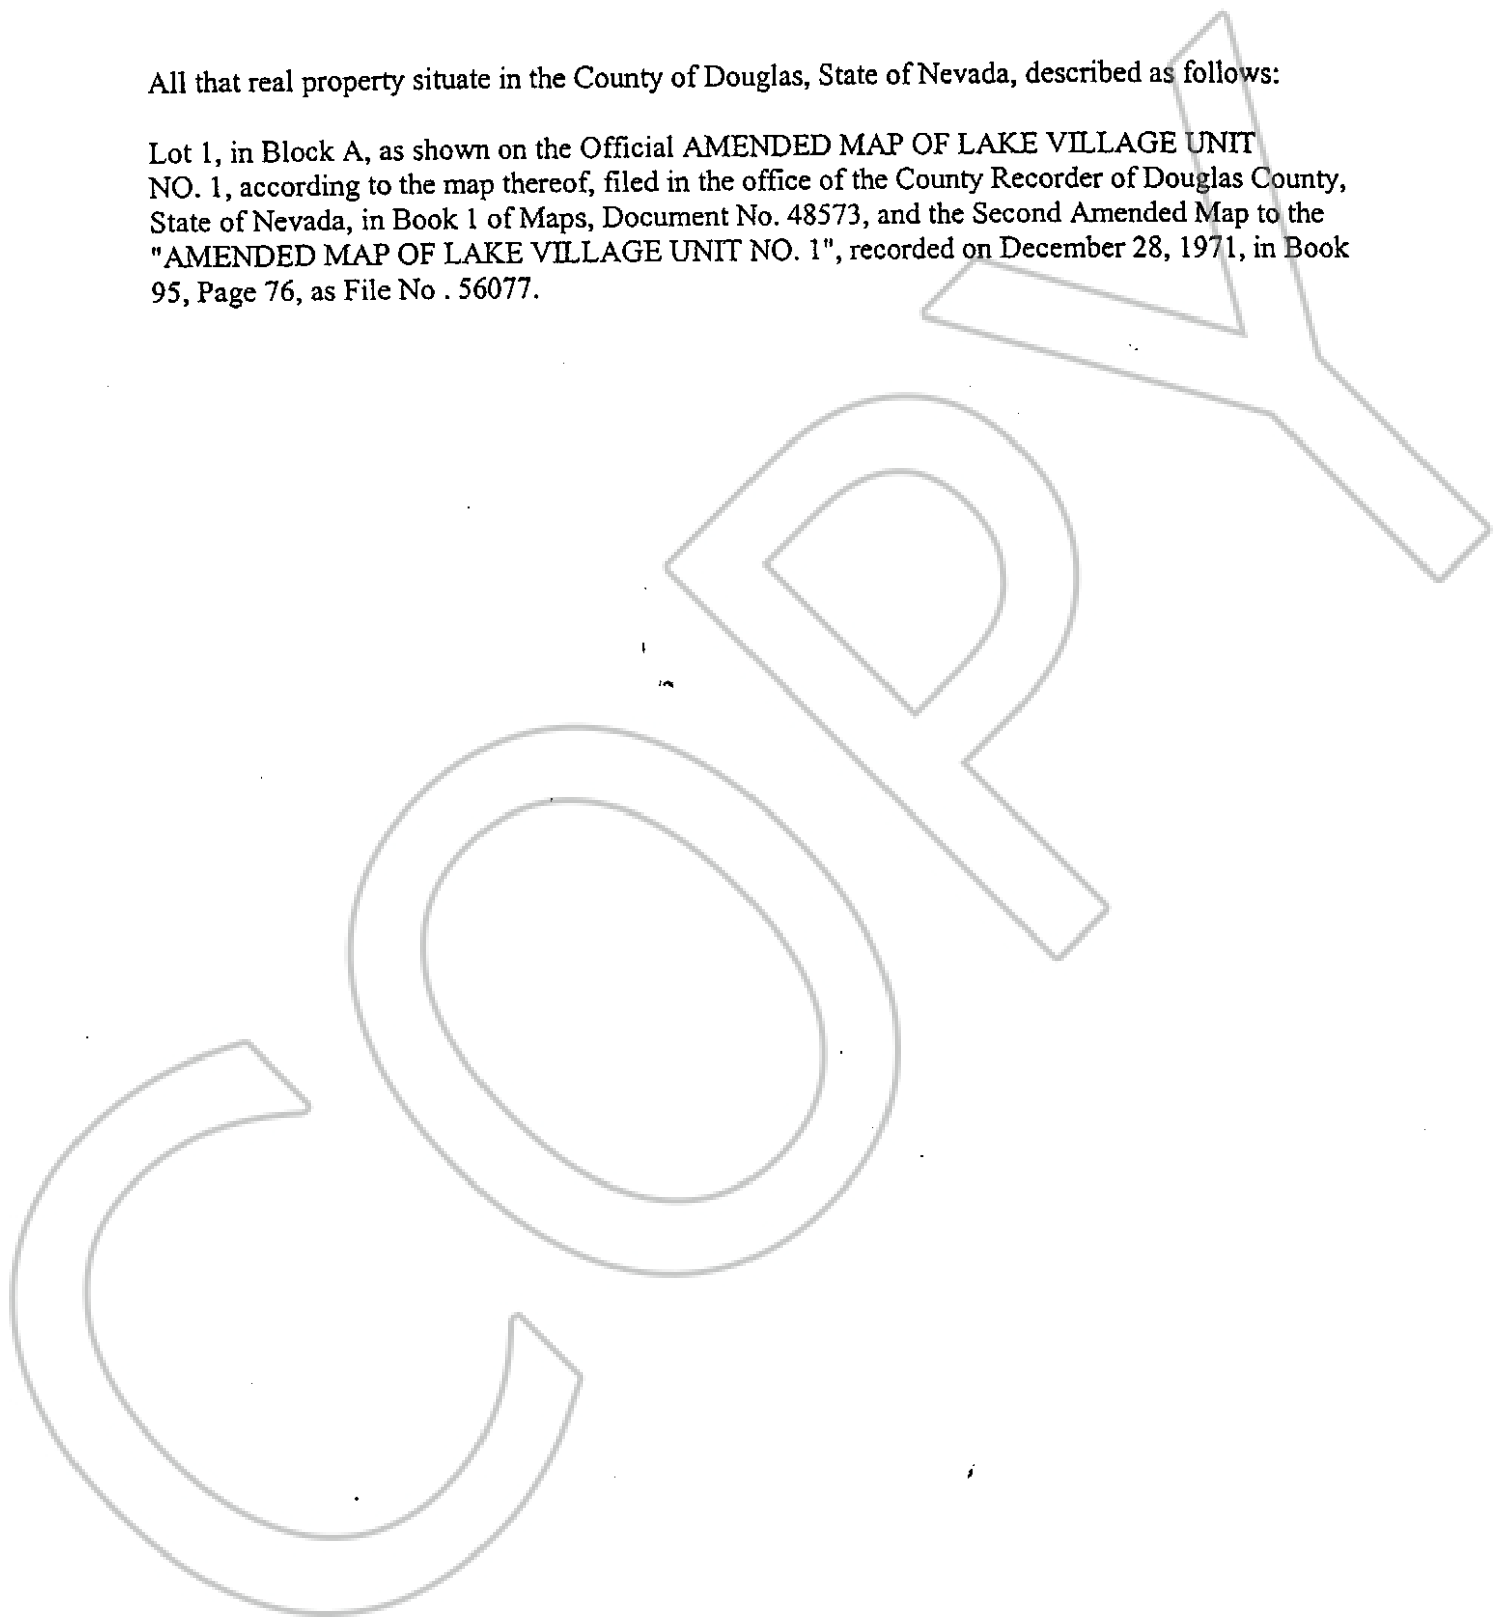 All that real property situate in the County of Douglas, State of Nevada, described as follows:
Lot 1, in Block A, as shown on the Official AMENDED MAP OF LAKE VILLAGE UNIT
NO. 1, according to the map thereof, filed in the office of the County Recorder of Douglas County,
State of Nevada, in Book 1 of Maps, Document No. 48573, and the Second Amended Map to the
"AMENDED MAP OF LAKE VILLAGE UNIT NO. 1", recorded on December 28, 1971, in Book
95, Page 76, as File No . 56077.
COPY